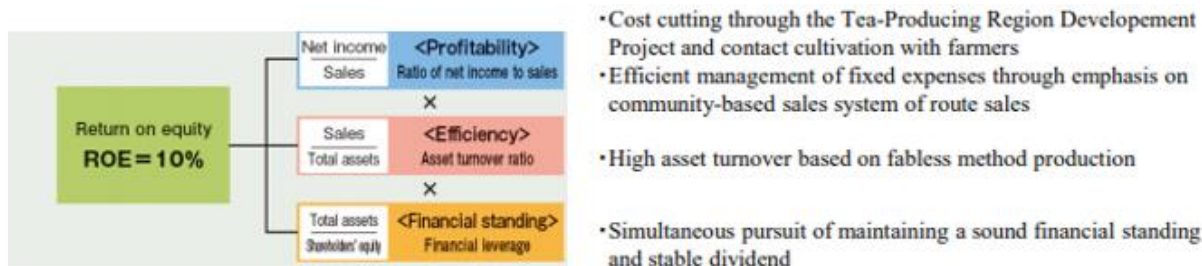 Return on equity
ROE=10%
Net income
Sales
<Profitability>
Ratio of net income to sales
×
Sales
Total assets
<Efficiency>
Asset turnover ratio
×
Total assets
Shareholders' equity
<Financial standing>
Financial leverage
・Cost cutting through the Tea-Producing Region Developement
Project and contact cultivation with farmers
・Efficient management of fixed expenses through emphasis on
community-based sales system of route sales
・High asset turnover based on fabless method production
・Simultaneous pursuit of maintaining a sound financial standing
and stable dividend